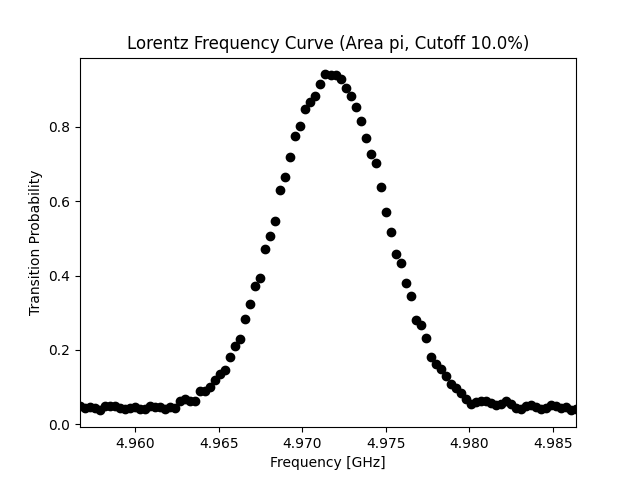 Lorentz Frequency Curve (Area pi, Cutoff 10.0%)
Transition Probability
0.8
0.6
0.4
0.2
0.0
4.960 4.965 4.970 4.975 4.980 4.985
Frequency [GHz]